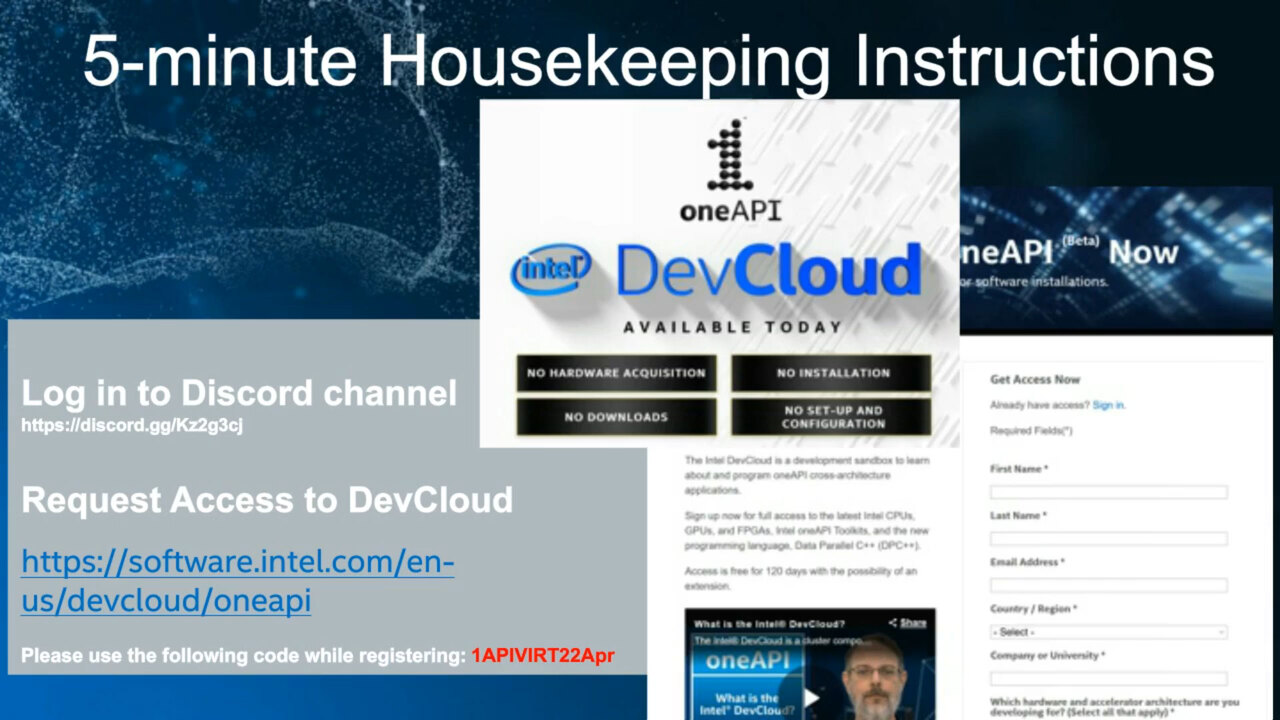 5-minute Housekeeping Instructions
oneAPI
intel DevCloud
AVAILABLE TODAY
NO HARDWARE ACQUISITION
NO INSTALLATION
NO DOWNLOADS
NO SET-UP AND
CONFIGURATION
neAPI (Beta) Now
or software installations.
Log in to Discord channel
https://discord.gg/Kz2g3cj
Request Access to DevCloud
https://software.intel.com/en-
us/devcloud/oneapi
Please use the following code while registering: 1APIVIRT22Apr
The Intel DevCloud is a development sandbox to learn
about and program oneAPI cross-architecture
applications.
Sign up now for full access to the latest Intel CPUs,
GPUs, and FPGAs, Intel oneAPI Toolkits, and the new
programming language, Data Parallel C++ (DPC++).
Access is free for 120 days with the possibility of an
extension.
What is the Intel® DevCloud?
Share
The Intel® DevCloud is a cluster compo...
oneAPI
What is the
Intel® DevCloud?
Get Access Now
Already have access? Sign in.
Required Fields(*)
First Name *
Last Name *
Email Address *
Country / Region *
- Select -
Company or University *
Which hardware and accelerator architecture are you
developing for? (Select all that apply) *